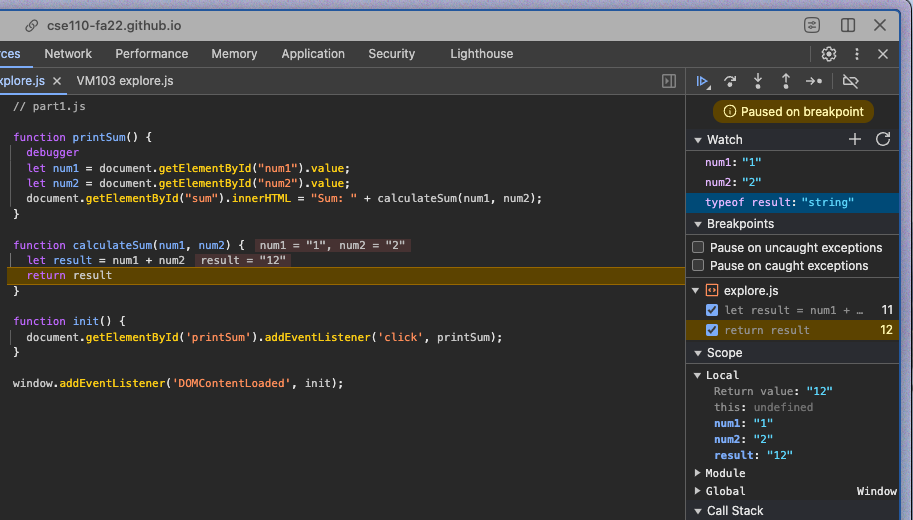 cse110-fa22.github.io
rces Network Performance Memory Application Security Lighthouse
xplore.js × VM103 explore.js
// part1.js
function printSum() {
debugger
let num1 = document.getElementById("num1").value;
let num2 = document.getElementById("num2").value;
document.getElementById("sum").innerHTML = "Sum: " + calculateSum(num1, num2);
}
function calculateSum(num1, num2) { num1 = "1", num2 = "2"
let result = num1 + num2 result = "12"
return result
}
function init() {
document.getElementById('printSum').addEventListener('click', printSum);
}
window.addEventListener('DOMContentLoaded', init);
Paused on breakpoint
Watch
num1: "1"
num2: "2"
typeof result: "string"
Breakpoints
Pause on uncaught exceptions
Pause on caught exceptions
explore.js
let result = num1 + … 11
return result 12
Scope
Local
Return value: "12"
this: undefined
num1: "1"
num2: "2"
result: "12"
Module
Global Window
Call Stack